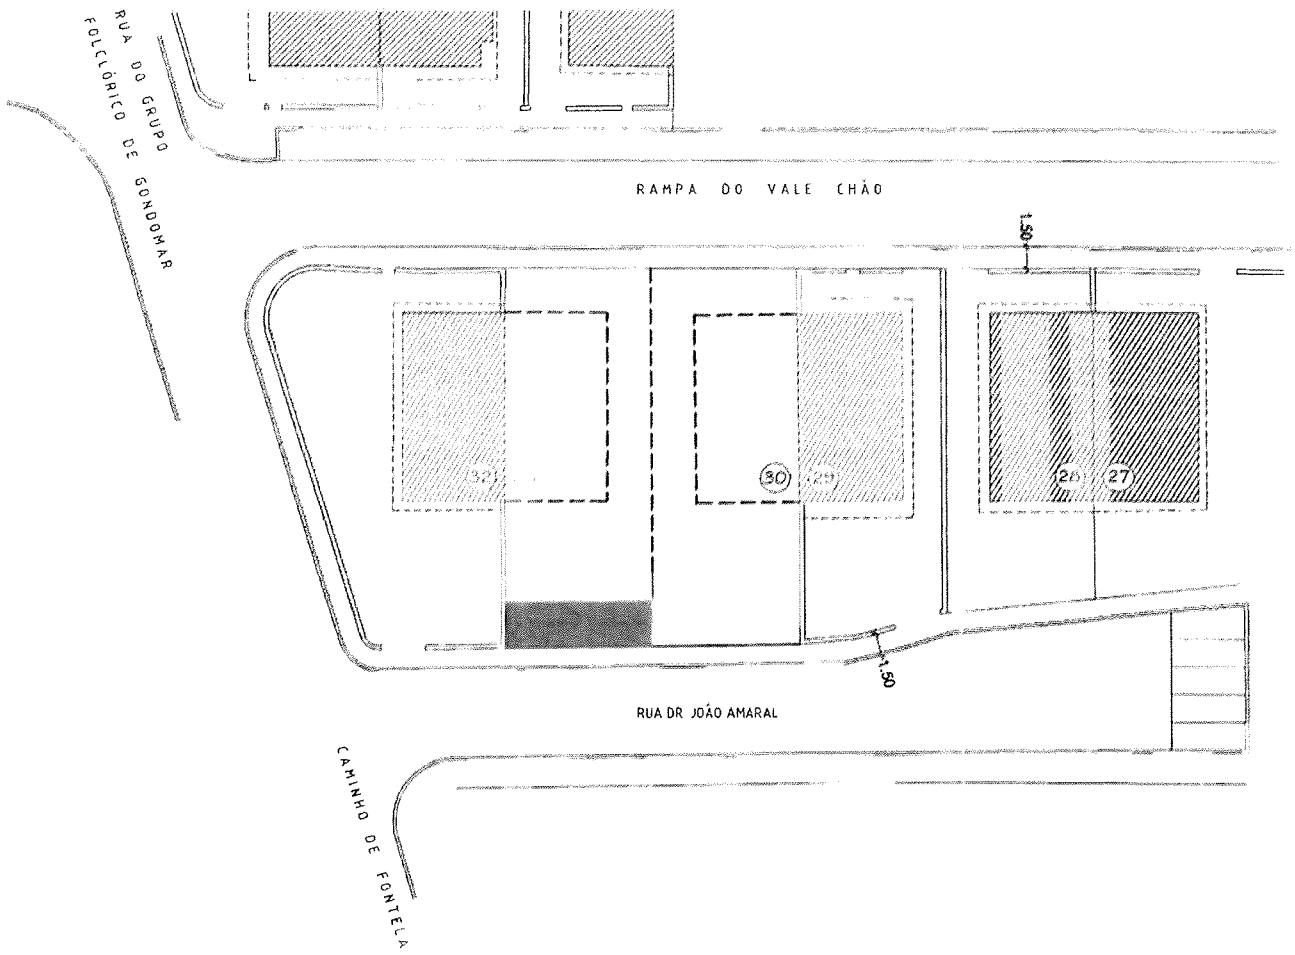 RUA DO GRUPO
FOLCLÓRICO DE GONDOMAR
RAMPA DO VALE CHÃO
1.50
32
30
29
28
27
1.50
RUA DR JOÃO AMARAL
CAMINHO DE FONTELA